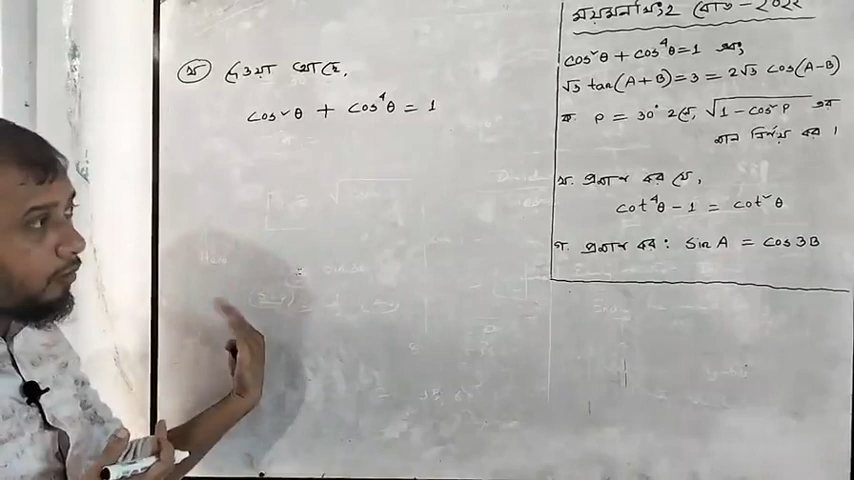 খ দেওয়া আছে,
cos²θ + cos⁴θ = 1
ময়মনসিংহ বোর্ড - ২০২২
cos²θ + cos⁴θ = 1 এবং
√3 tan(A+B) = 3 = 2√3 cos(A-B)
ক. P = 30° হলে, √1 - cos²P এর
মান নির্ণয় কর।
খ. প্রমাণ কর যে,
cot⁴θ - 1 = cot²θ
গ. প্রমাণ কর: Sin A = Cos 3B